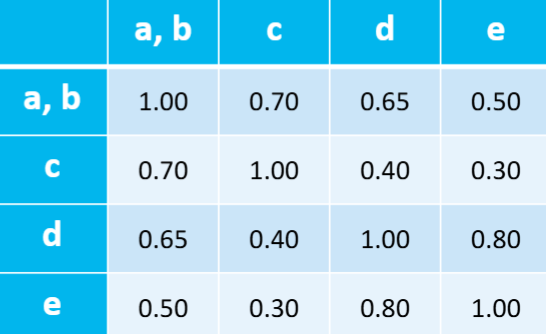 a, b c d e
a, b 1.00 0.70 0.65 0.50
c 0.70 1.00 0.40 0.30
d 0.65 0.40 1.00 0.80
e 0.50 0.30 0.80 1.00